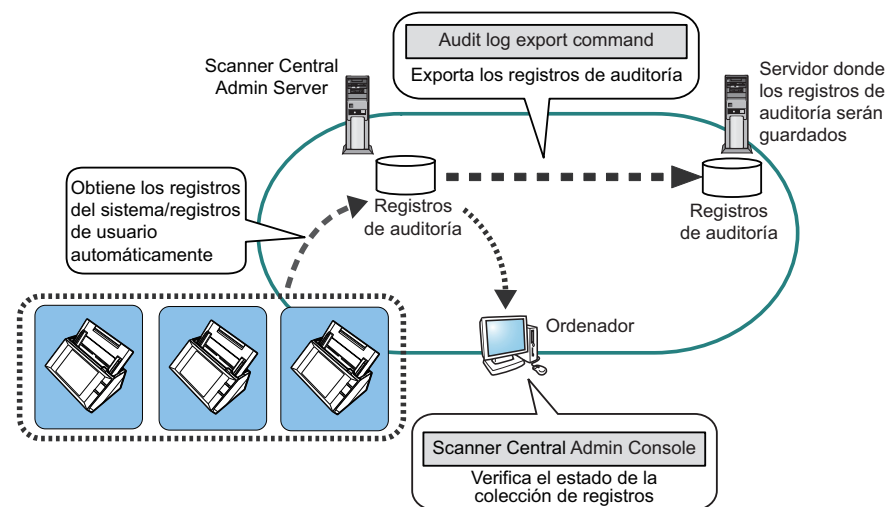 Audit log export command
Exporta los registros de auditoría
Scanner Central
Admin Server
Servidor donde
los registros de
auditoría serán
guardados
Obtiene los registros
del sistema/registros
de usuario
automáticamente
Registros
de auditoría
Registros
de auditoría
Ordenador
Scanner Central Admin Console
Verifica el estado de la
colección de registros